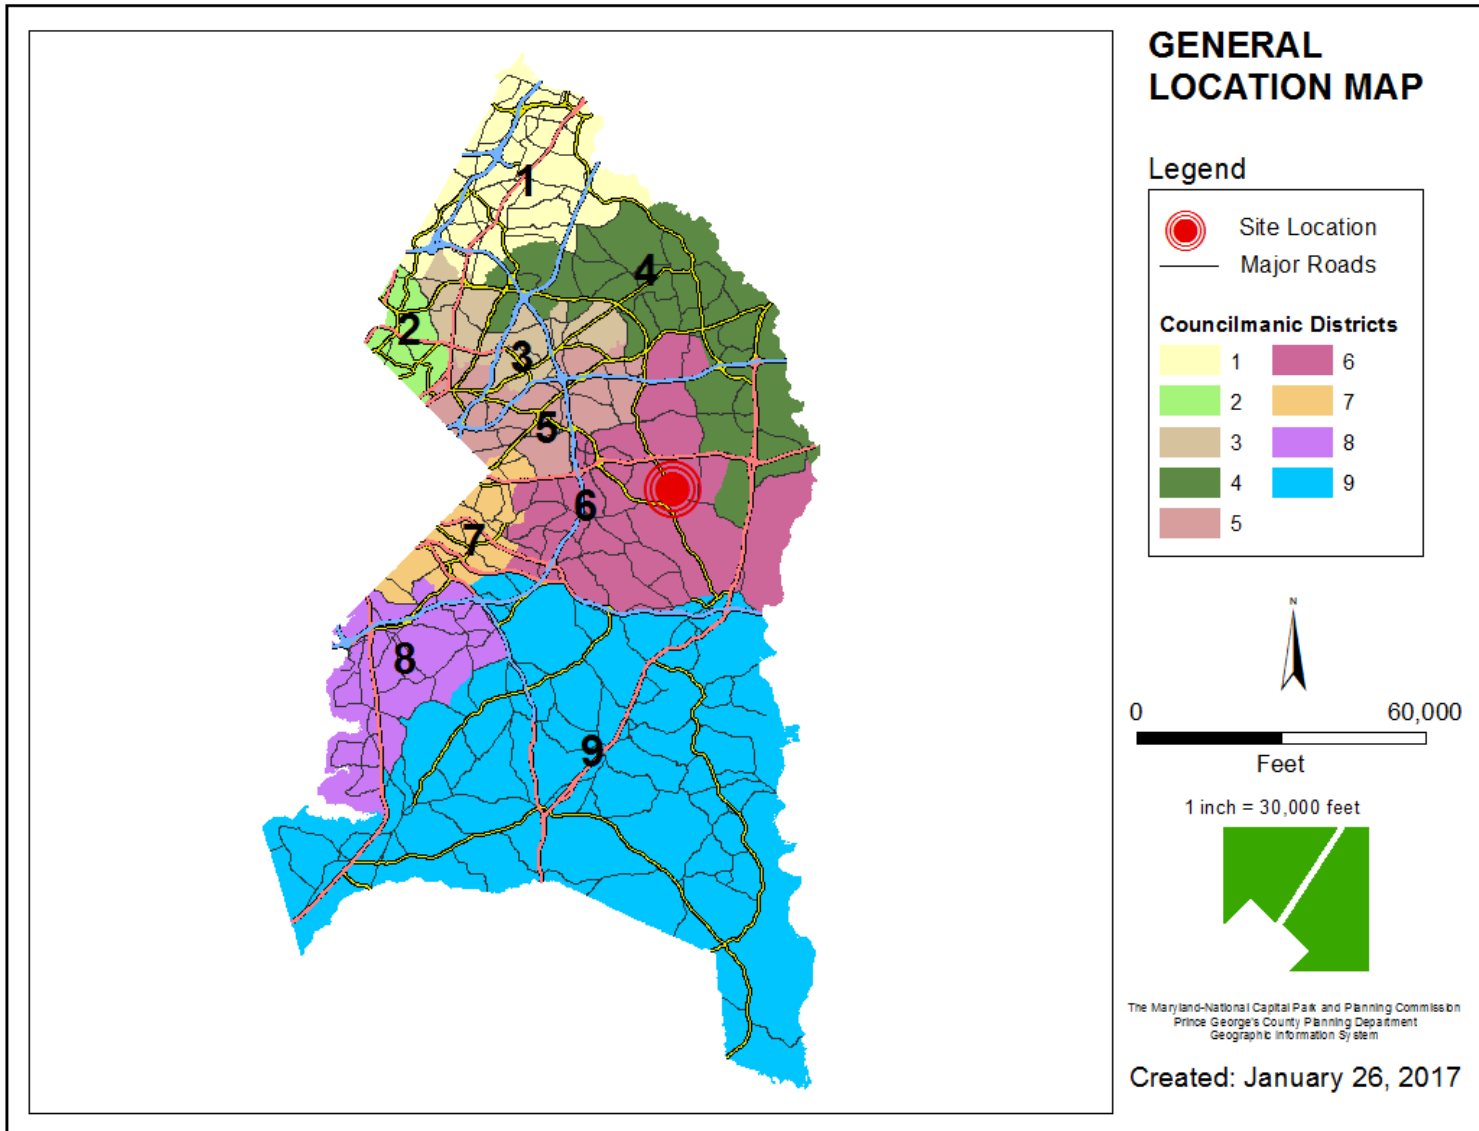 GENERAL
LOCATION MAP
Legend
Site Location
Major Roads
Councilmanic Districts
1 6
2 7
3 8
4 9
5
N
0 60,000
Feet
1 inch = 30,000 feet
The Maryland-National Capital Park and Planning Commission
Prince George's County Planning Department
Geographic Information System
Created: January 26, 2017
1
4
2
3
5
6
7
8
9